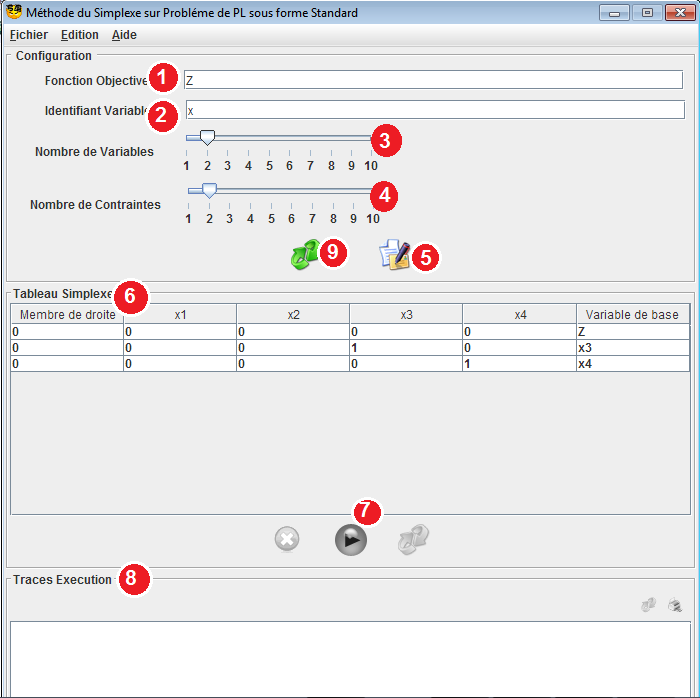 Méthode du Simplexe sur Probléme de PL sous forme Standard
Fichier Edition Aide
Configuration
Fonction Objective 1 Z
Identifiant Variable 2 x
3
Nombre de Variables
1 2 3 4 5 6 7 8 9 10
4
Nombre de Contraintes
1 2 3 4 5 6 7 8 9 10
9 5
Tableau Simplexe 6
Membre de droite x1 x2 x3 x4 Variable de base
0 0 0 0 0 Z
0 0 0 1 0 x3
0 0 0 0 1 x4
7
Traces Execution 8